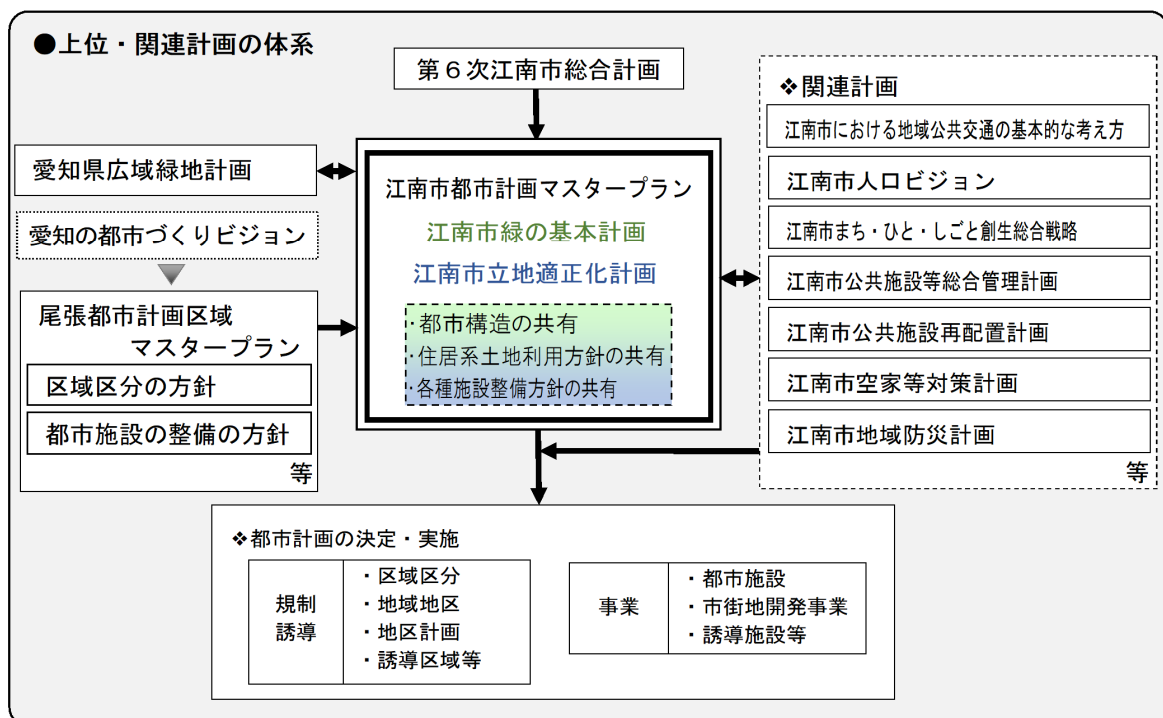 ●上位・関連計画の体系
第６次江南市総合計画
愛知県広域緑地計画
愛知の都市づくりビジョン
尾張都市計画区域
マスタープラン
区域区分の方針
都市施設の整備の方針
等
江南市都市計画マスタープラン
江南市緑の基本計画
江南市立地適正化計画
・都市構造の共有
・住居系土地利用方針の共有
・各種施設整備方針の共有
❖関連計画
江南市における地域公共交通の基本的な考え方
江南市人口ビジョン
江南市まち・ひと・しごと創生総合戦略
江南市公共施設等総合管理計画
江南市公共施設再配置計画
江南市空家等対策計画
江南市地域防災計画
等
❖都市計画の決定・実施
規制
誘導
・区域区分
・地域地区
・地区計画
・誘導区域等
事業
・都市施設
・市街地開発事業
・誘導施設等